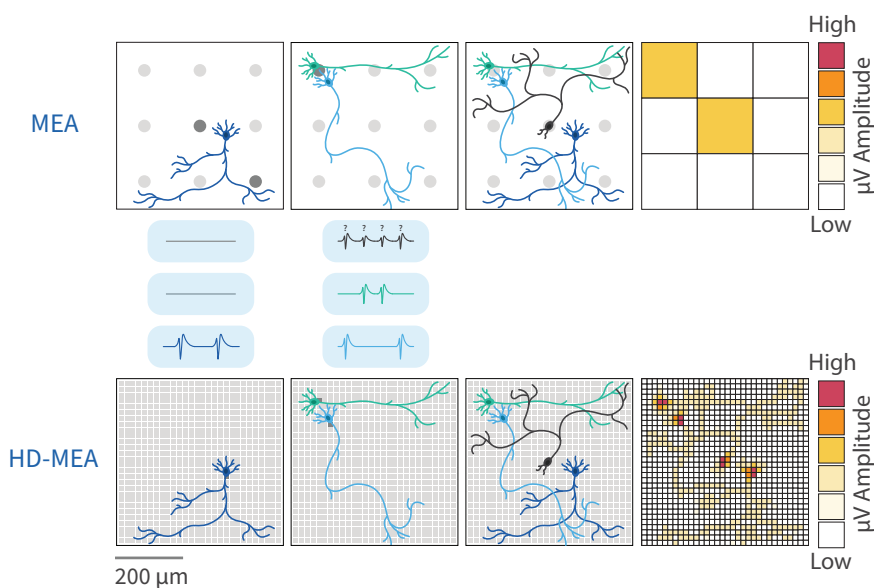 High
MEA
μV Amplitude
Low
? ? ? ?
High
HD-MEA
μV Amplitude
Low
200 μm